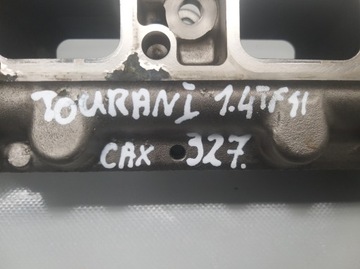 TOURANI 1.4TFSI
CAX 327.